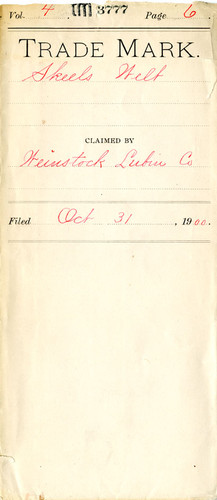 Vol. 4 3777 Page 6
TRADE MARK.
Skeels Welt
CLAIMED BY
Weinstock Lubin Co
Filed Oct 31, 1900.